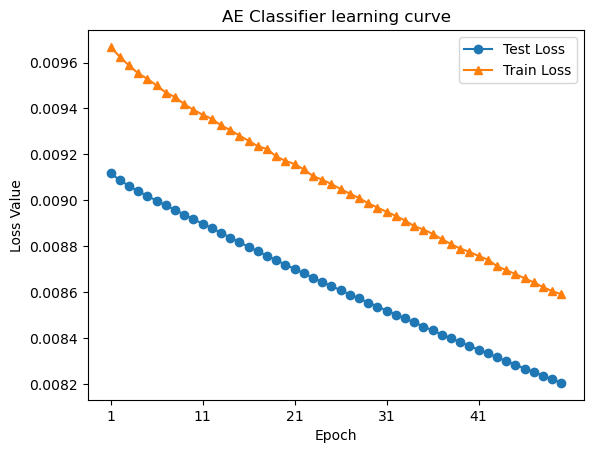 AE Classifier learning curve
Test Loss
Train Loss
0.0096
0.0094
0.0092
0.0090
0.0088
0.0086
0.0084
0.0082
Loss Value
1 11 21 31 41
Epoch